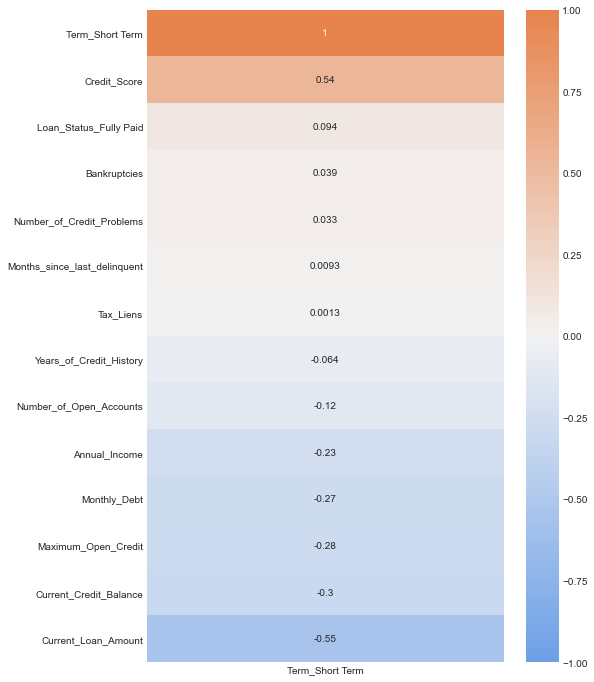 Term_Short Term
1
Credit_Score
0.54
Loan_Status_Fully Paid
0.094
Bankruptcies
0.039
Number_of_Credit_Problems
0.033
Months_since_last_delinquent
0.0093
Tax_Liens
0.0013
Years_of_Credit_History
-0.064
Number_of_Open_Accounts
-0.12
Annual_Income
-0.23
Monthly_Debt
-0.27
Maximum_Open_Credit
-0.28
Current_Credit_Balance
-0.3
Current_Loan_Amount
-0.55
Term_Short Term
1.00
0.75
0.50
0.25
0.00
−0.25
−0.50
−0.75
−1.00